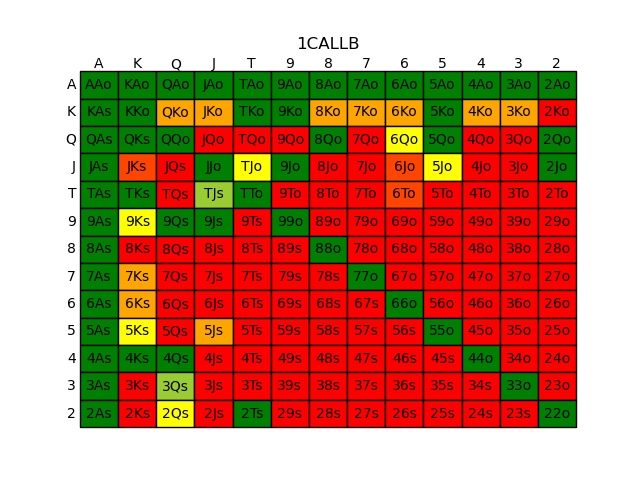 1CALLB
A K Q J T 9 8 7 6 5 4 3 2
A AAo KAo QAo JAo TAo 9Ao 8Ao 7Ao 6Ao 5Ao 4Ao 3Ao 2Ao
K KAs KKo QKo JKo TKo 9Ko 8Ko 7Ko 6Ko 5Ko 4Ko 3Ko 2Ko
Q QAs QKs QQo JQo TQo 9Qo 8Qo 7Qo 6Qo 5Qo 4Qo 3Qo 2Qo
J JAs JKs JQs JJo TJo 9Jo 8Jo 7Jo 6Jo 5Jo 4Jo 3Jo 2Jo
T TAs TKs TQs TJs TTo 9To 8To 7To 6To 5To 4To 3To 2To
9 9As 9Ks 9Qs 9Js 9Ts 99o 89o 79o 69o 59o 49o 39o 29o
8 8As 8Ks 8Qs 8Js 8Ts 89s 88o 78o 68o 58o 48o 38o 28o
7 7As 7Ks 7Qs 7Js 7Ts 79s 78s 77o 67o 57o 47o 37o 27o
6 6As 6Ks 6Qs 6Js 6Ts 69s 68s 67s 66o 56o 46o 36o 26o
5 5As 5Ks 5Qs 5Js 5Ts 59s 58s 57s 56s 55o 45o 35o 25o
4 4As 4Ks 4Qs 4Js 4Ts 49s 48s 47s 46s 45s 44o 34o 24o
3 3As 3Ks 3Qs 3Js 3Ts 39s 38s 37s 36s 35s 34s 33o 23o
2 2As 2Ks 2Qs 2Js 2Ts 29s 28s 27s 26s 25s 24s 23s 22o